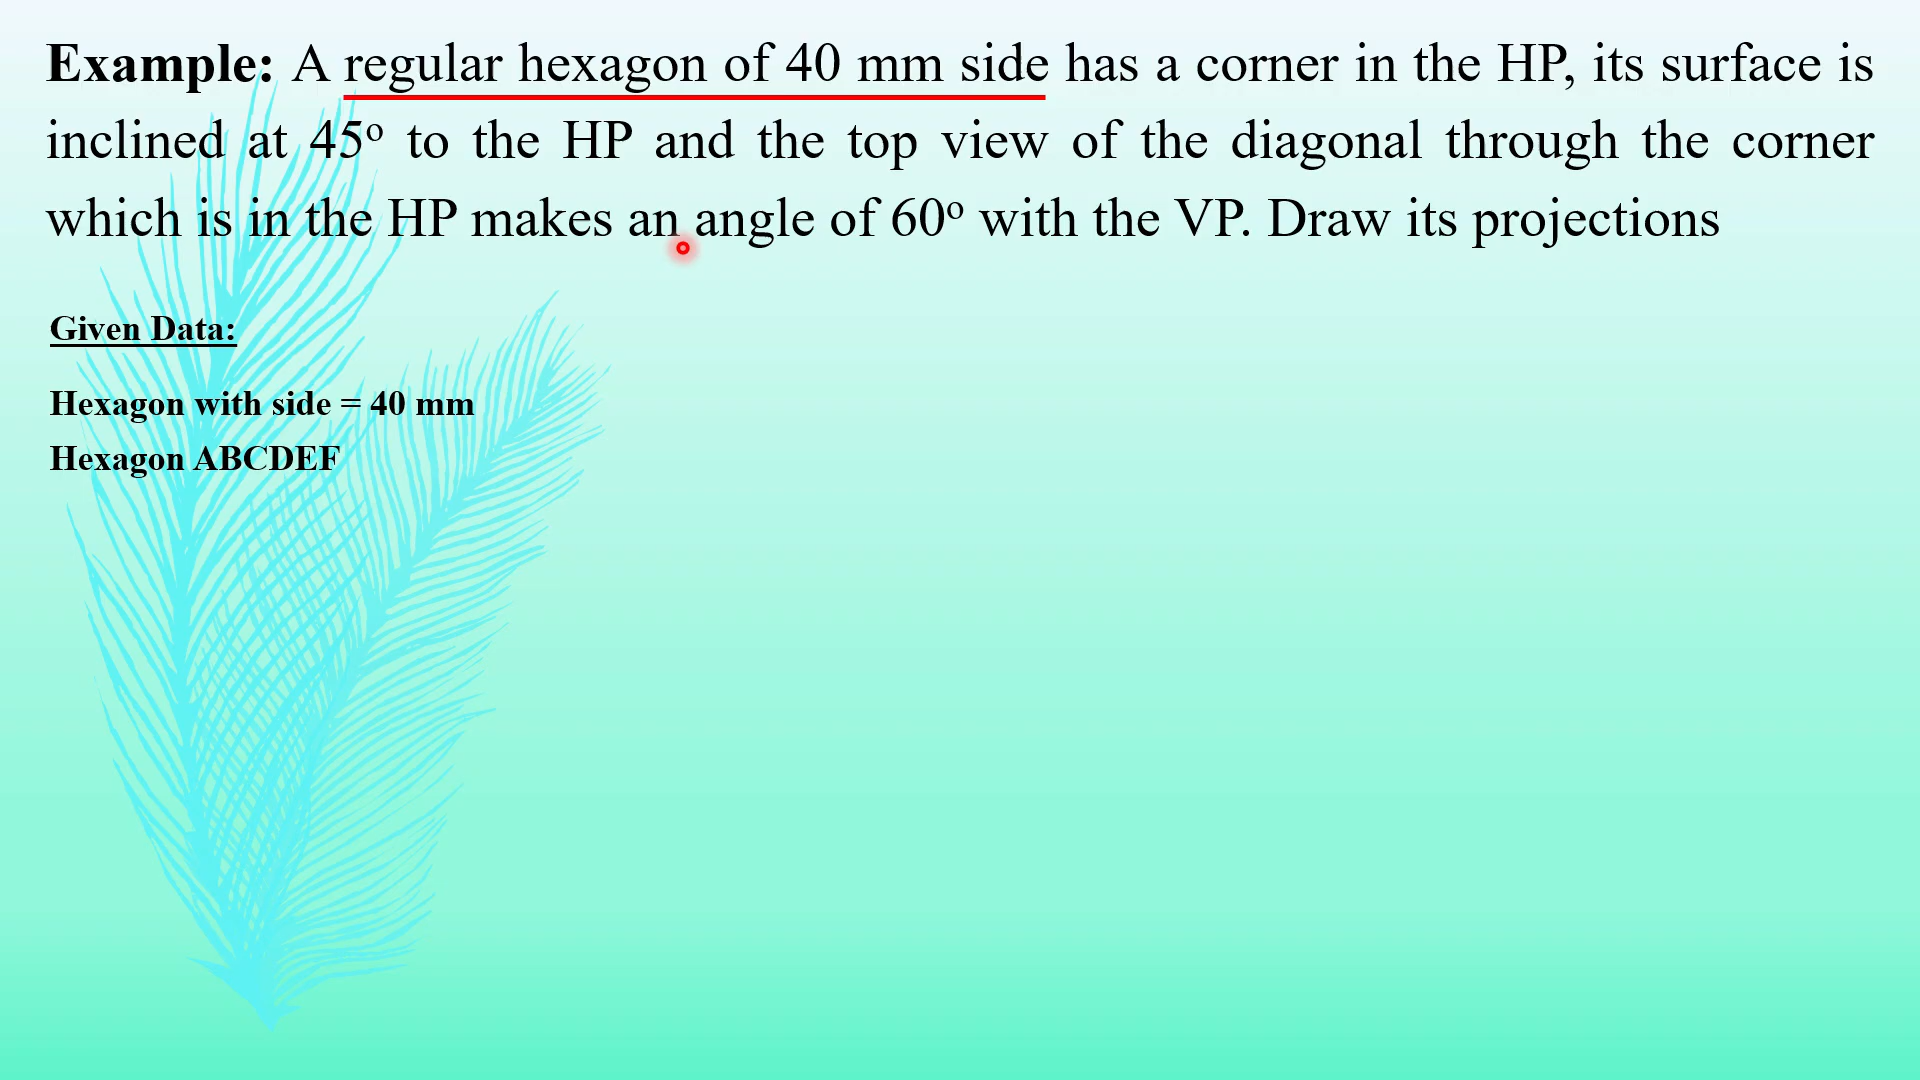 Example: A regular hexagon of 40 mm side has a corner in the HP, its surface is
inclined at 45º to the HP and the top view of the diagonal through the corner
which is in the HP makes an angle of 60º with the VP. Draw its projections
Given Data:
Hexagon with side = 40 mm
Hexagon ABCDEF